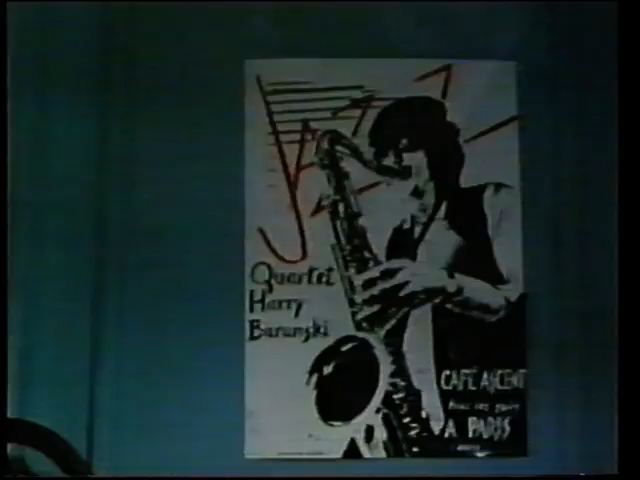 Jazz
Quartet
Harry
Baranski
CAFÉ ASCENT
A PARIS